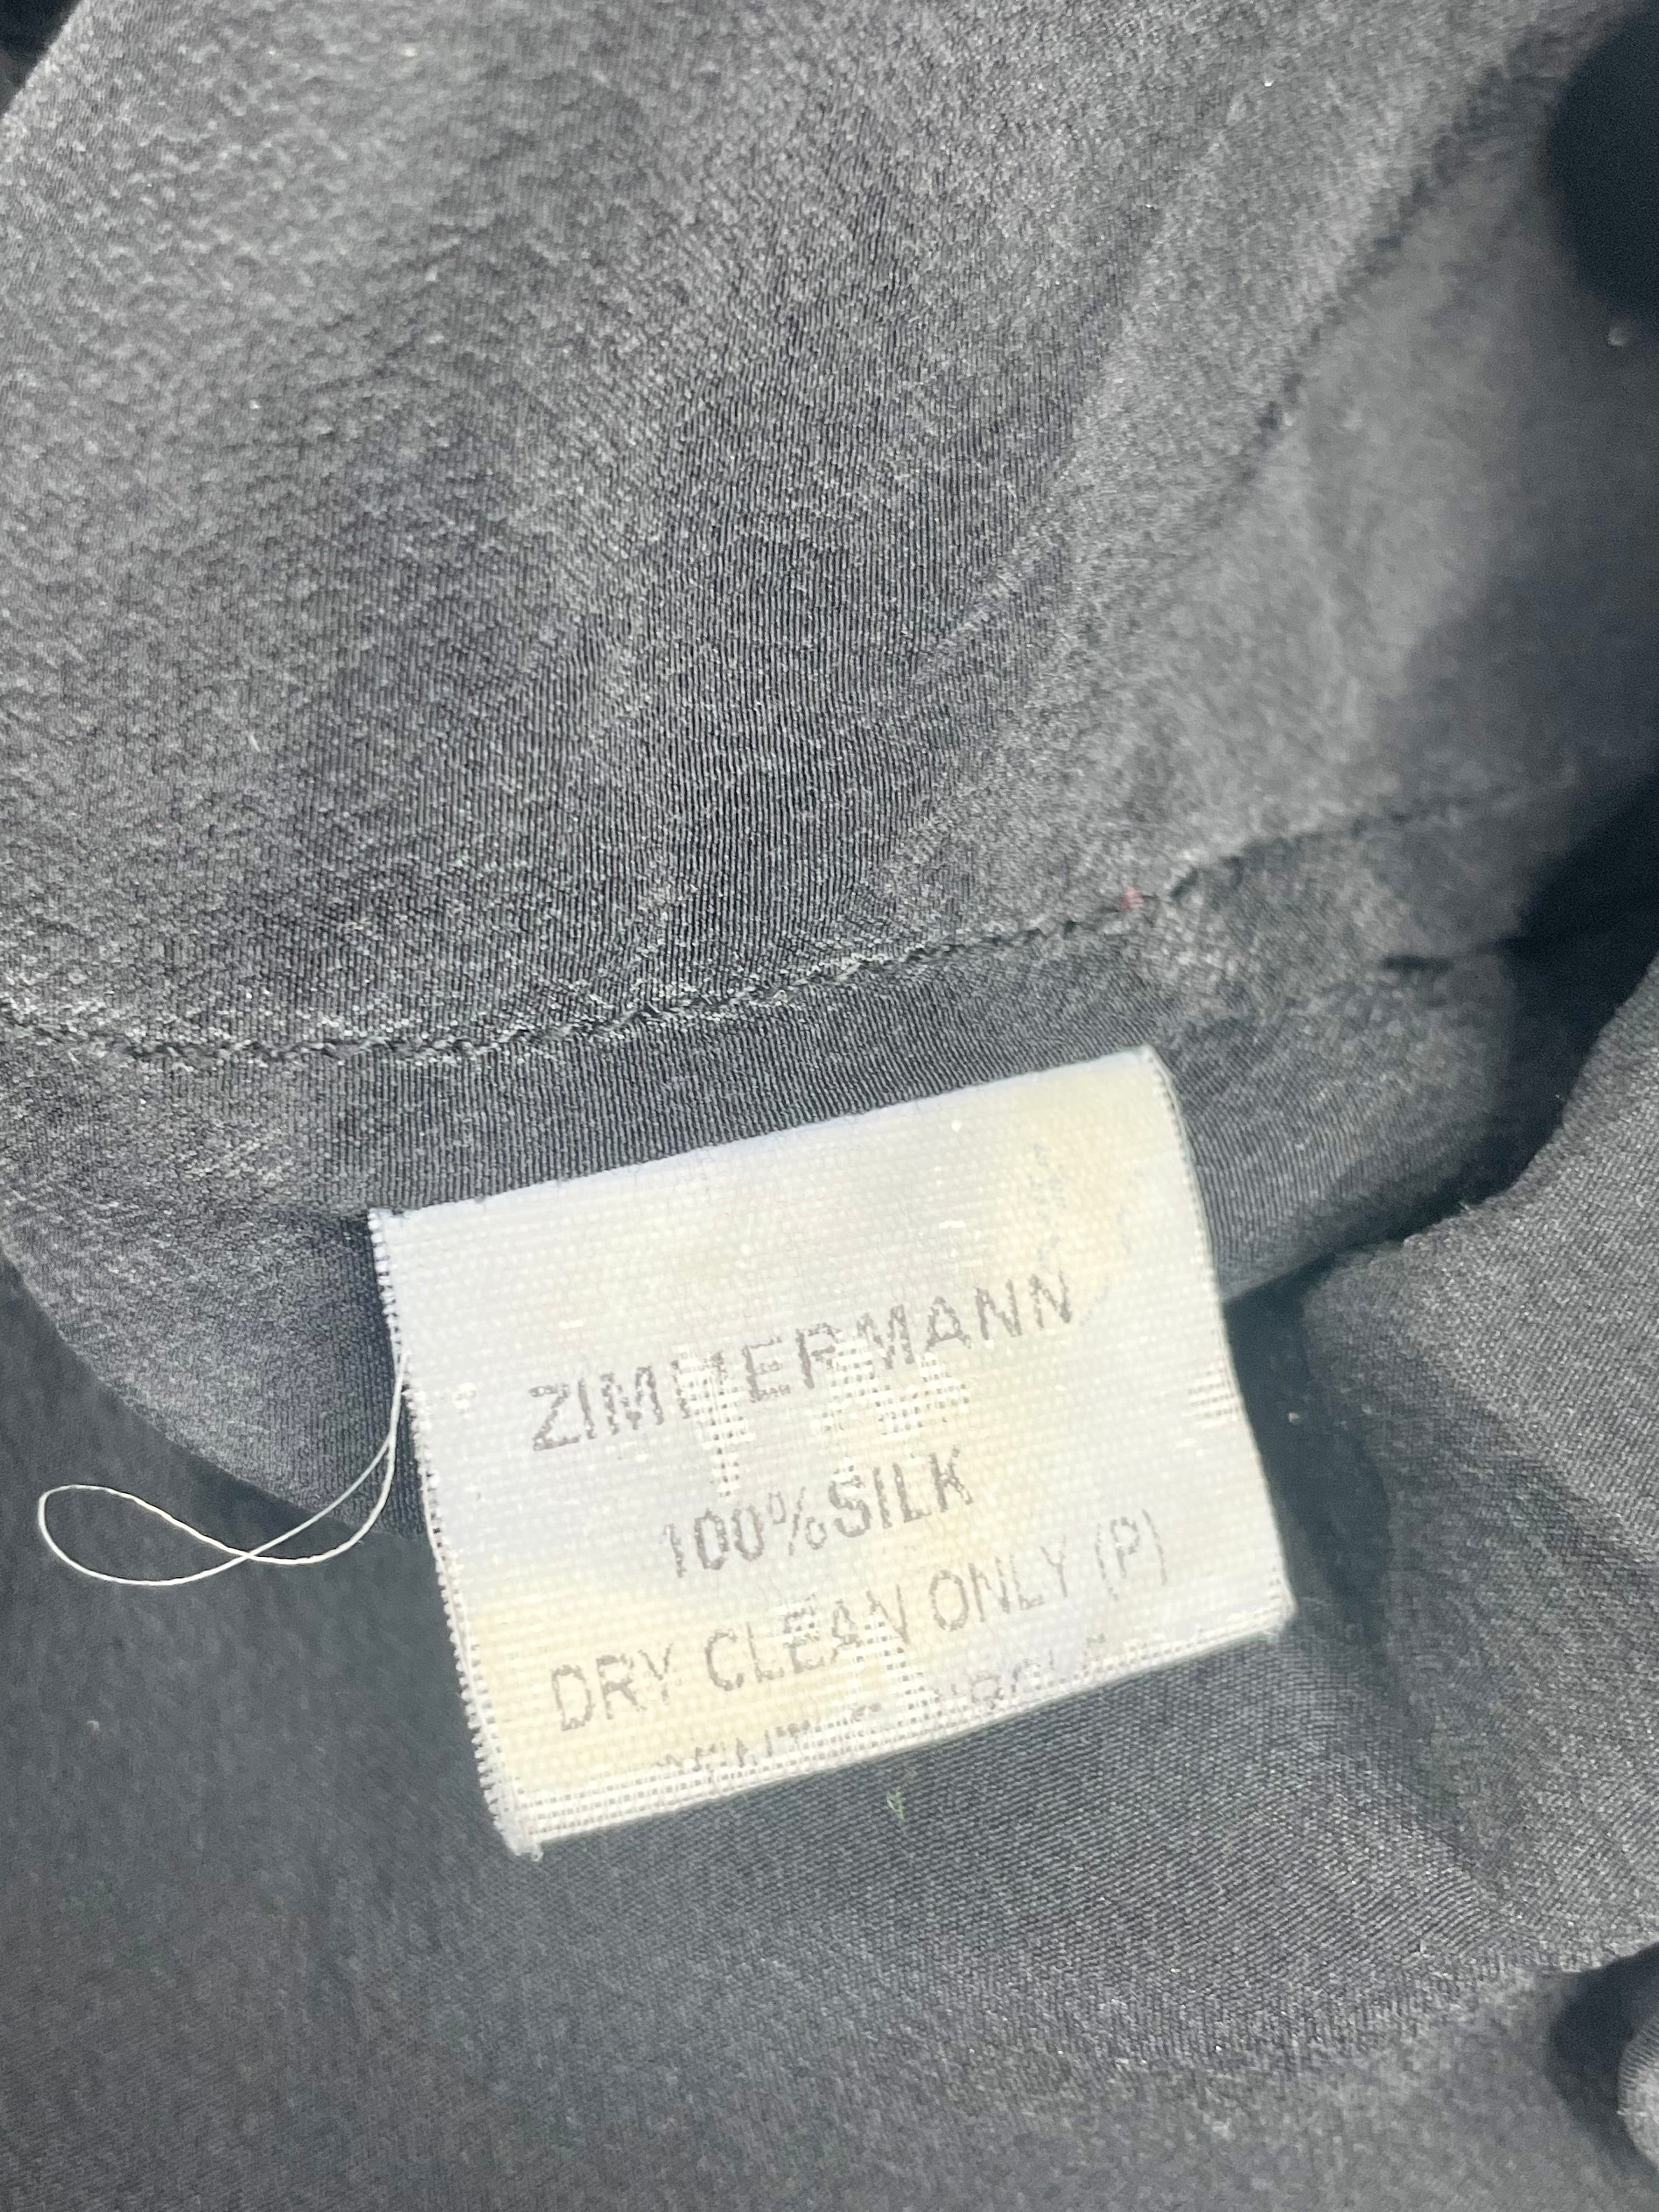 ZIMMERMANN
100%SILK
DRY CLEAN ONLY (P)